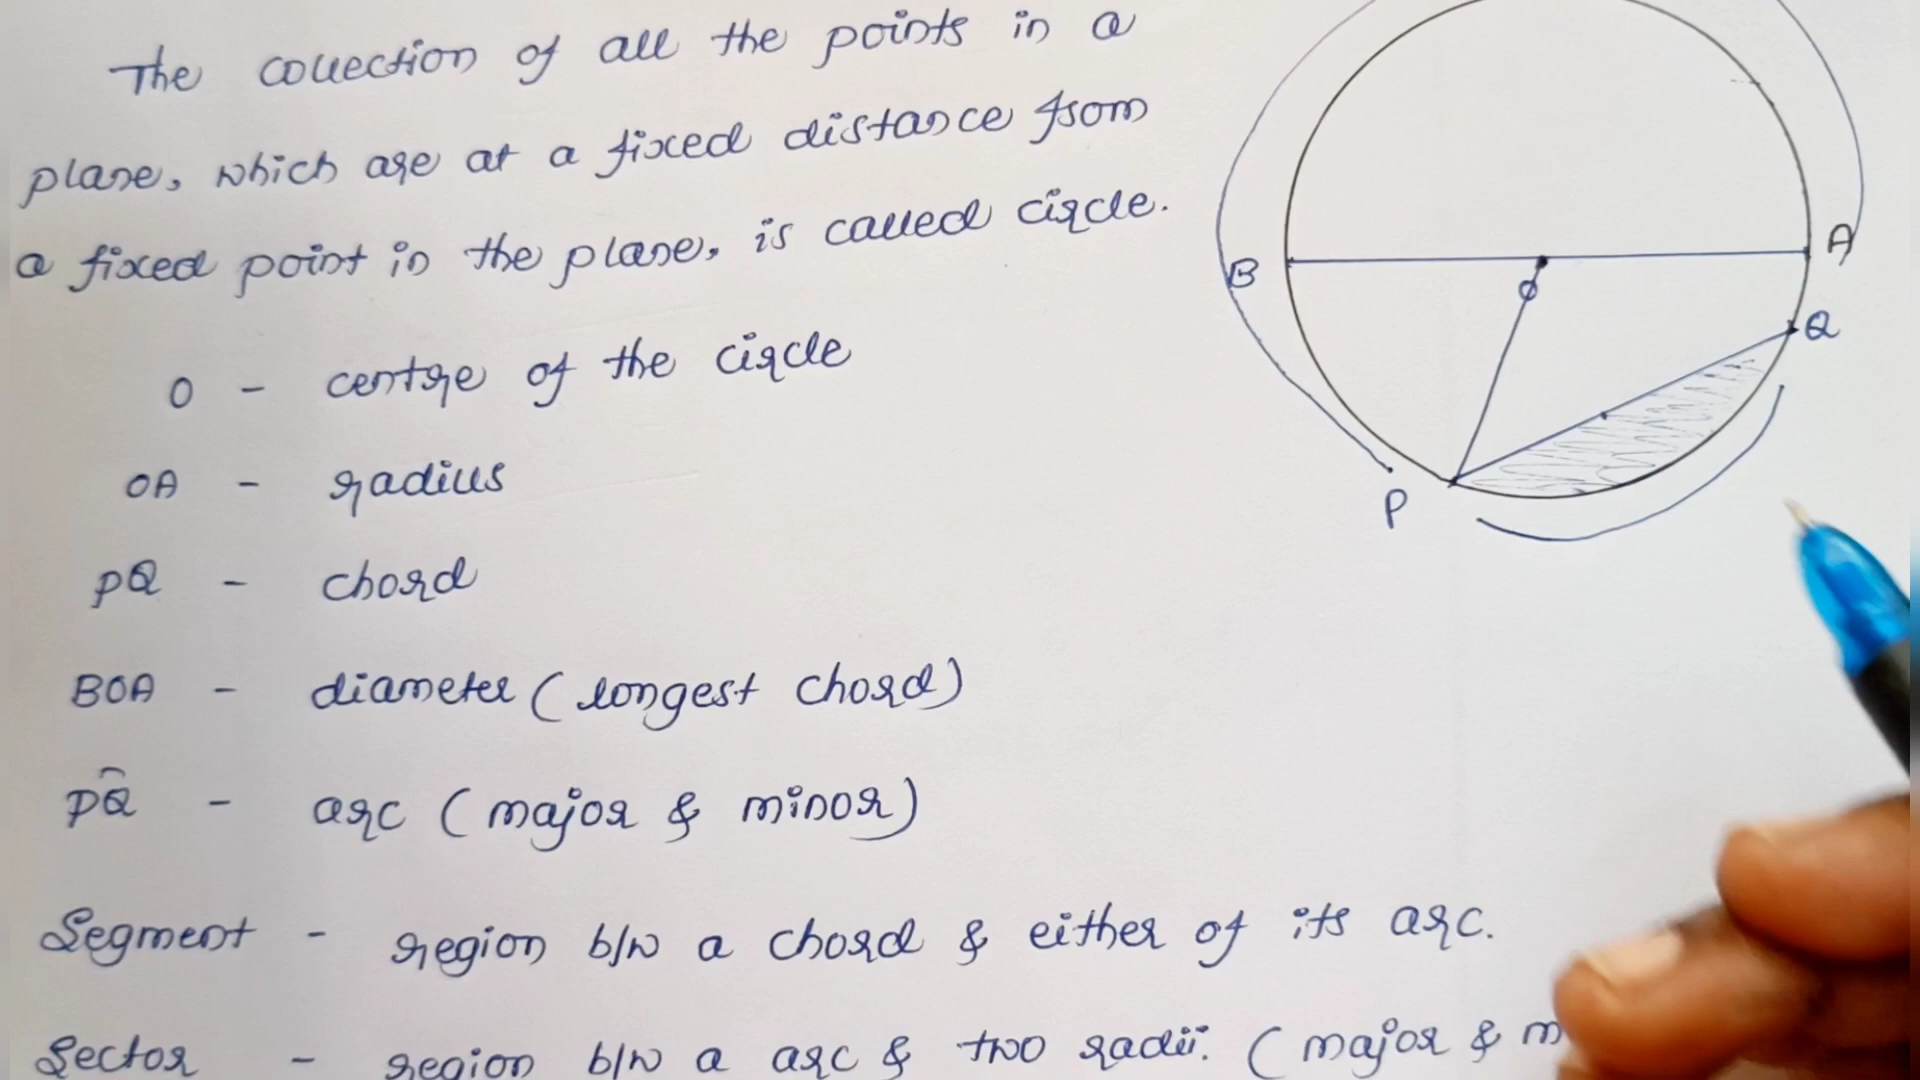 The collection of all the points in a
plane, which are at a fixed distance from
a fixed point in the plane, is called circle.
O - centre of the circle
OA - radius
PQ - chord
BOA - diameter (longest chord)
P͡Q - arc (major & minor)
Segment - region b/w a chord & either of its arc.
Sector - region b/w a arc & two radii. (major & m
B
A
O
Q
P